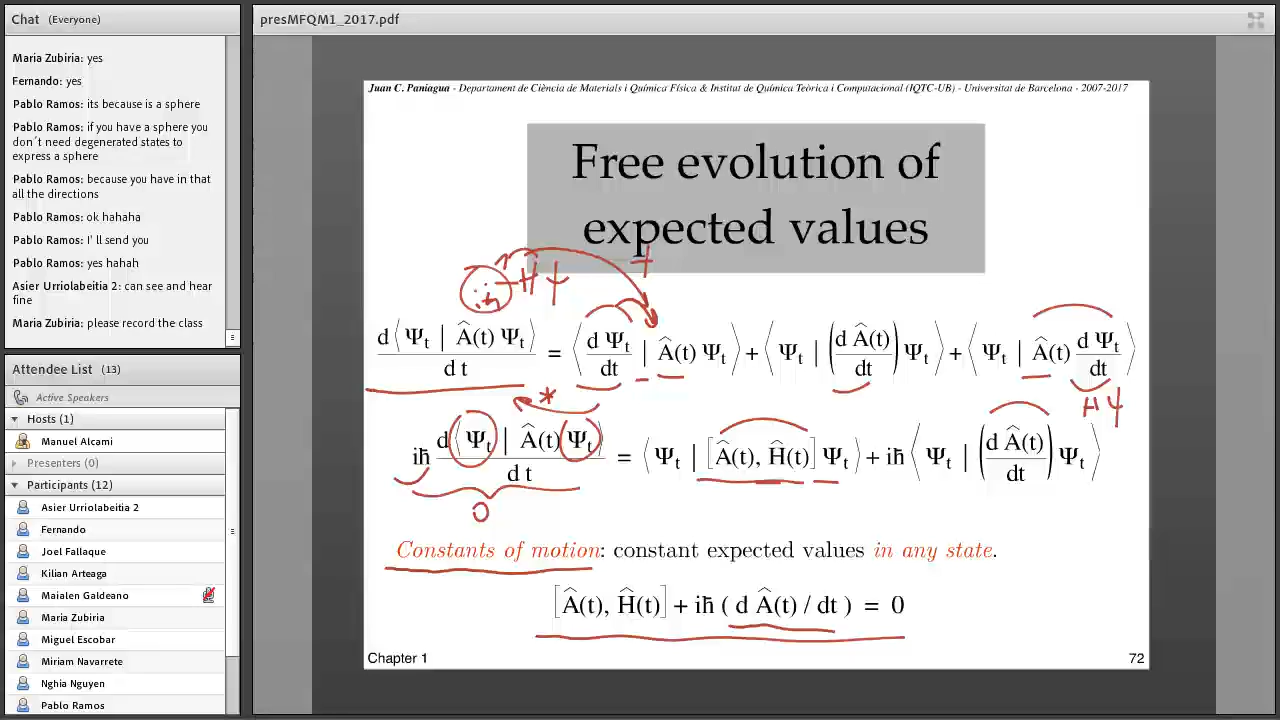 Chat (Everyone)
Maria Zubiria: yes
Fernando: yes
Pablo Ramos: its because is a sphere
Pablo Ramos: if you have a sphere you
don´t need degenerated states to
express a sphere
Pablo Ramos: because you have in that
all the directions
Pablo Ramos: ok hahaha
Pablo Ramos: I' ll send you
Pablo Ramos: yes hahah
Asier Urriolabeitia 2: can see and hear
fine
Maria Zubiria: please record the class
Attendee List (13)
Active Speakers
Hosts (1)
Manuel Alcami
Presenters (0)
Participants (12)
Asier Urriolabeitia 2
Fernando
Joel Fallaque
Kilian Arteaga
Maialen Galdeano
Maria Zubiria
Miguel Escobar
Miriam Navarrete
Nghia Nguyen
Pablo Ramos
presMFQM1_2017.pdf
Juan C. Paniagua - Departament de Ciència de Materials i Química Física & Institut de Química Teòrica i Computacional (IQTC-UB) - Universitat de Barcelona - 2007-2017
Free evolution of
expected values
iħ H Ψ
d⟨Ψt | Â(t) Ψt⟩ / dt = ⟨dΨt/dt | Â(t) Ψt⟩ + ⟨Ψt | (dÂ(t)/dt) Ψt⟩ + ⟨Ψt | Â(t) dΨt/dt⟩
* HΨ
iħ d⟨Ψt | Â(t) Ψt⟩ / dt = ⟨Ψt | [Â(t), Ĥ(t)] Ψt⟩ + iħ ⟨Ψt | (dÂ(t)/dt) Ψt⟩
0
Constants of motion: constant expected values in any state.
[Â(t), Ĥ(t)] + iħ ( d Â(t) / dt ) = 0
Chapter 1
72